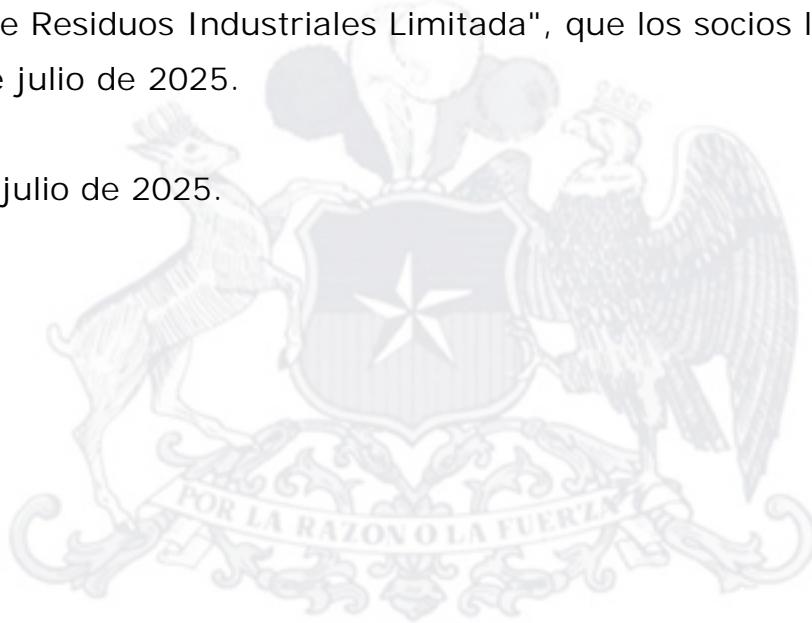 e Residuos Industriales Limitada", que los socios l
e julio de 2025.
julio de 2025.
POR LA RAZON O LA FUERZA